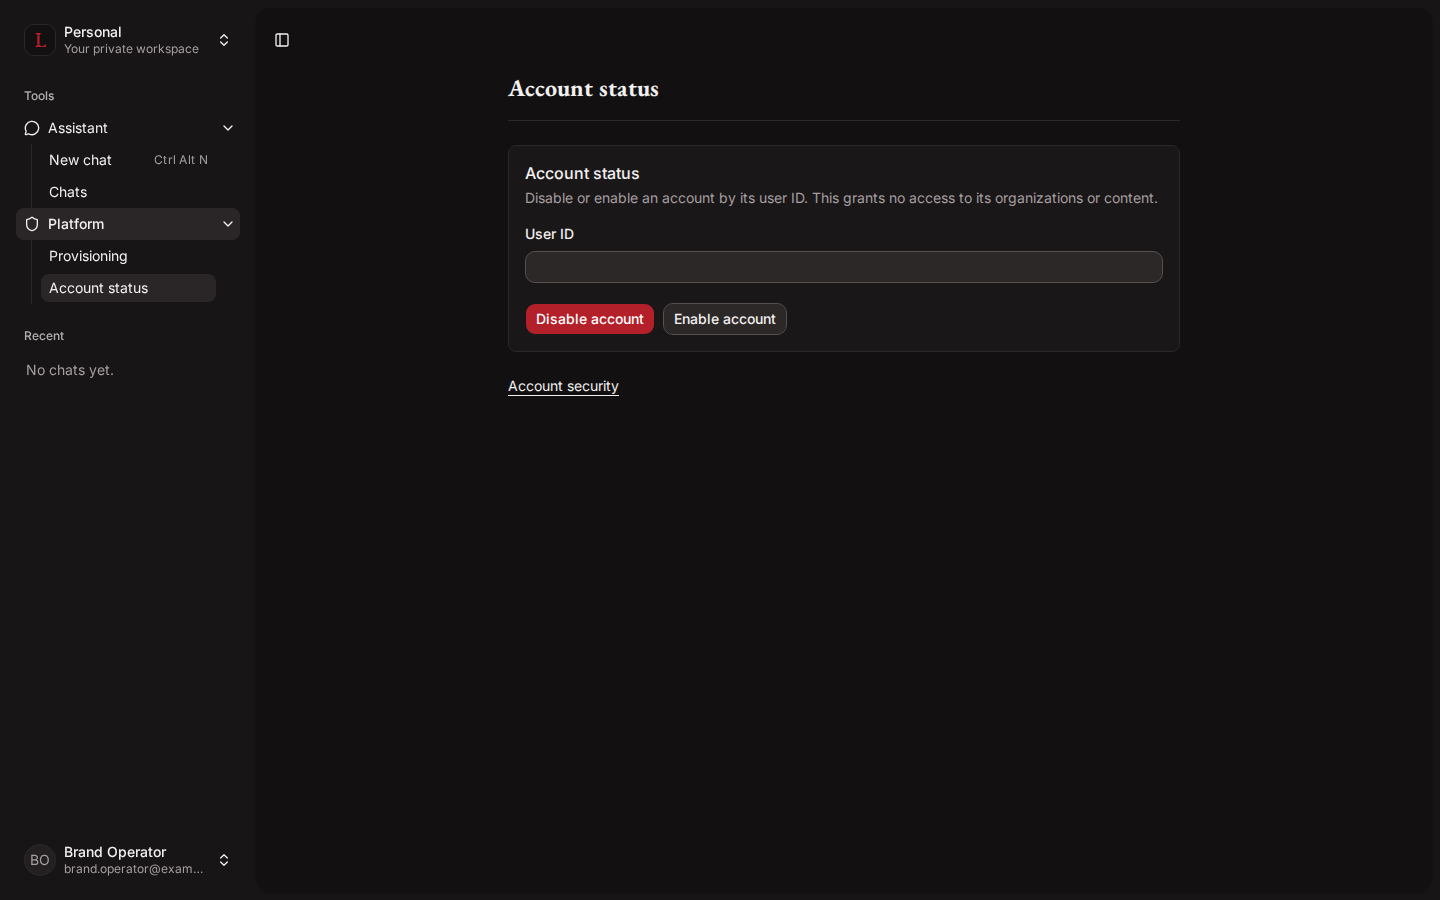 L
Personal
Your private workspace
Tools
Assistant
New chat Ctrl Alt N
Chats
Platform
Provisioning
Account status
Recent
No chats yet.
BO
Brand Operator
brand.operator@exam...
Account status
Account status
Disable or enable an account by its user ID. This grants no access to its organizations or content.
User ID
Disable account Enable account
Account security